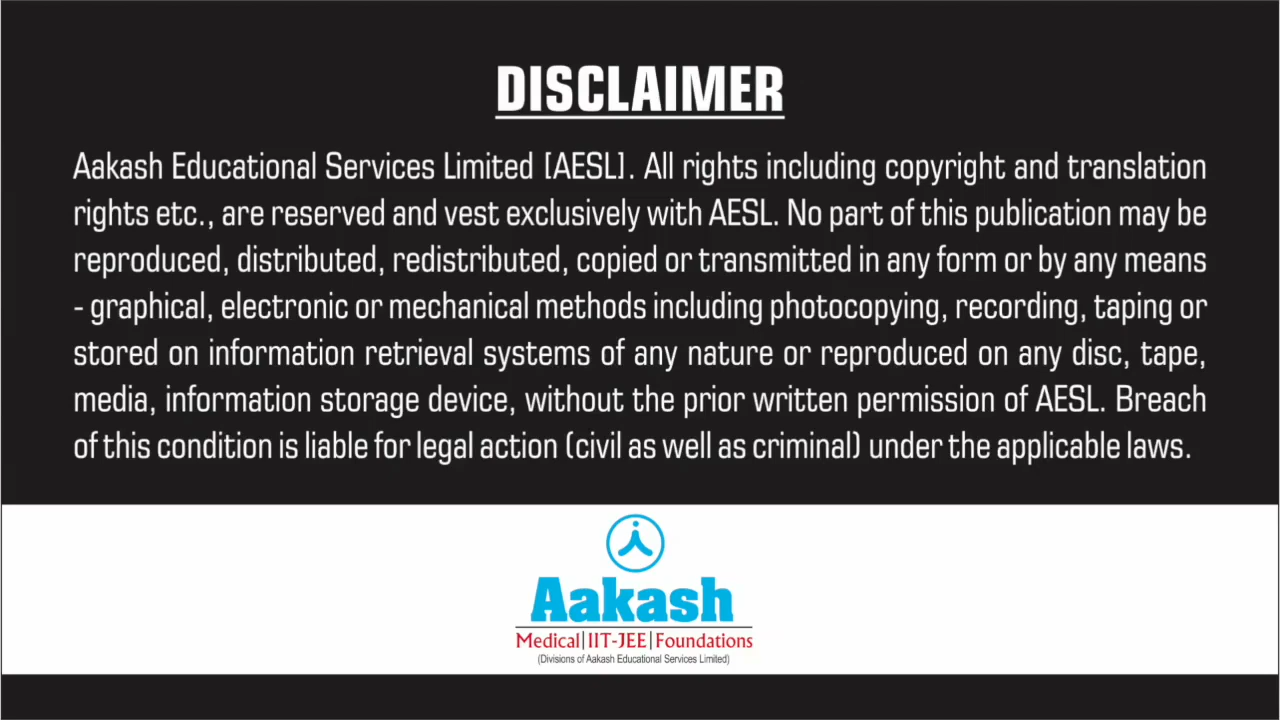 DISCLAIMER
Aakash Educational Services Limited [AESL]. All rights including copyright and translation
rights etc., are reserved and vest exclusively with AESL. No part of this publication may be
reproduced, distributed, redistributed, copied or transmitted in any form or by any means
- graphical, electronic or mechanical methods including photocopying, recording, taping or
stored on information retrieval systems of any nature or reproduced on any disc, tape,
media, information storage device, without the prior written permission of AESL. Breach
of this condition is liable for legal action (civil as well as criminal) under the applicable laws.
Aakash
Medical|IIT-JEE|Foundations
(Divisions of Aakash Educational Services Limited)